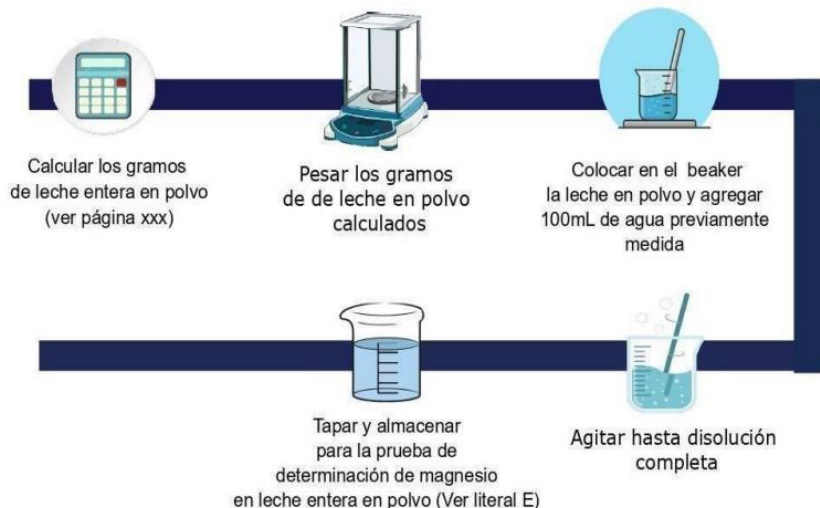 Calcular los gramos
de leche entera en polvo
(ver página xxx)
Pesar los gramos
de de leche en polvo
calculados
Colocar en el beaker
la leche en polvo y agregar
100mL de agua previamente
medida
Agitar hasta disolución
completa
Tapar y almacenar
para la prueba de
determinación de magnesio
en leche entera en polvo (Ver literal E)